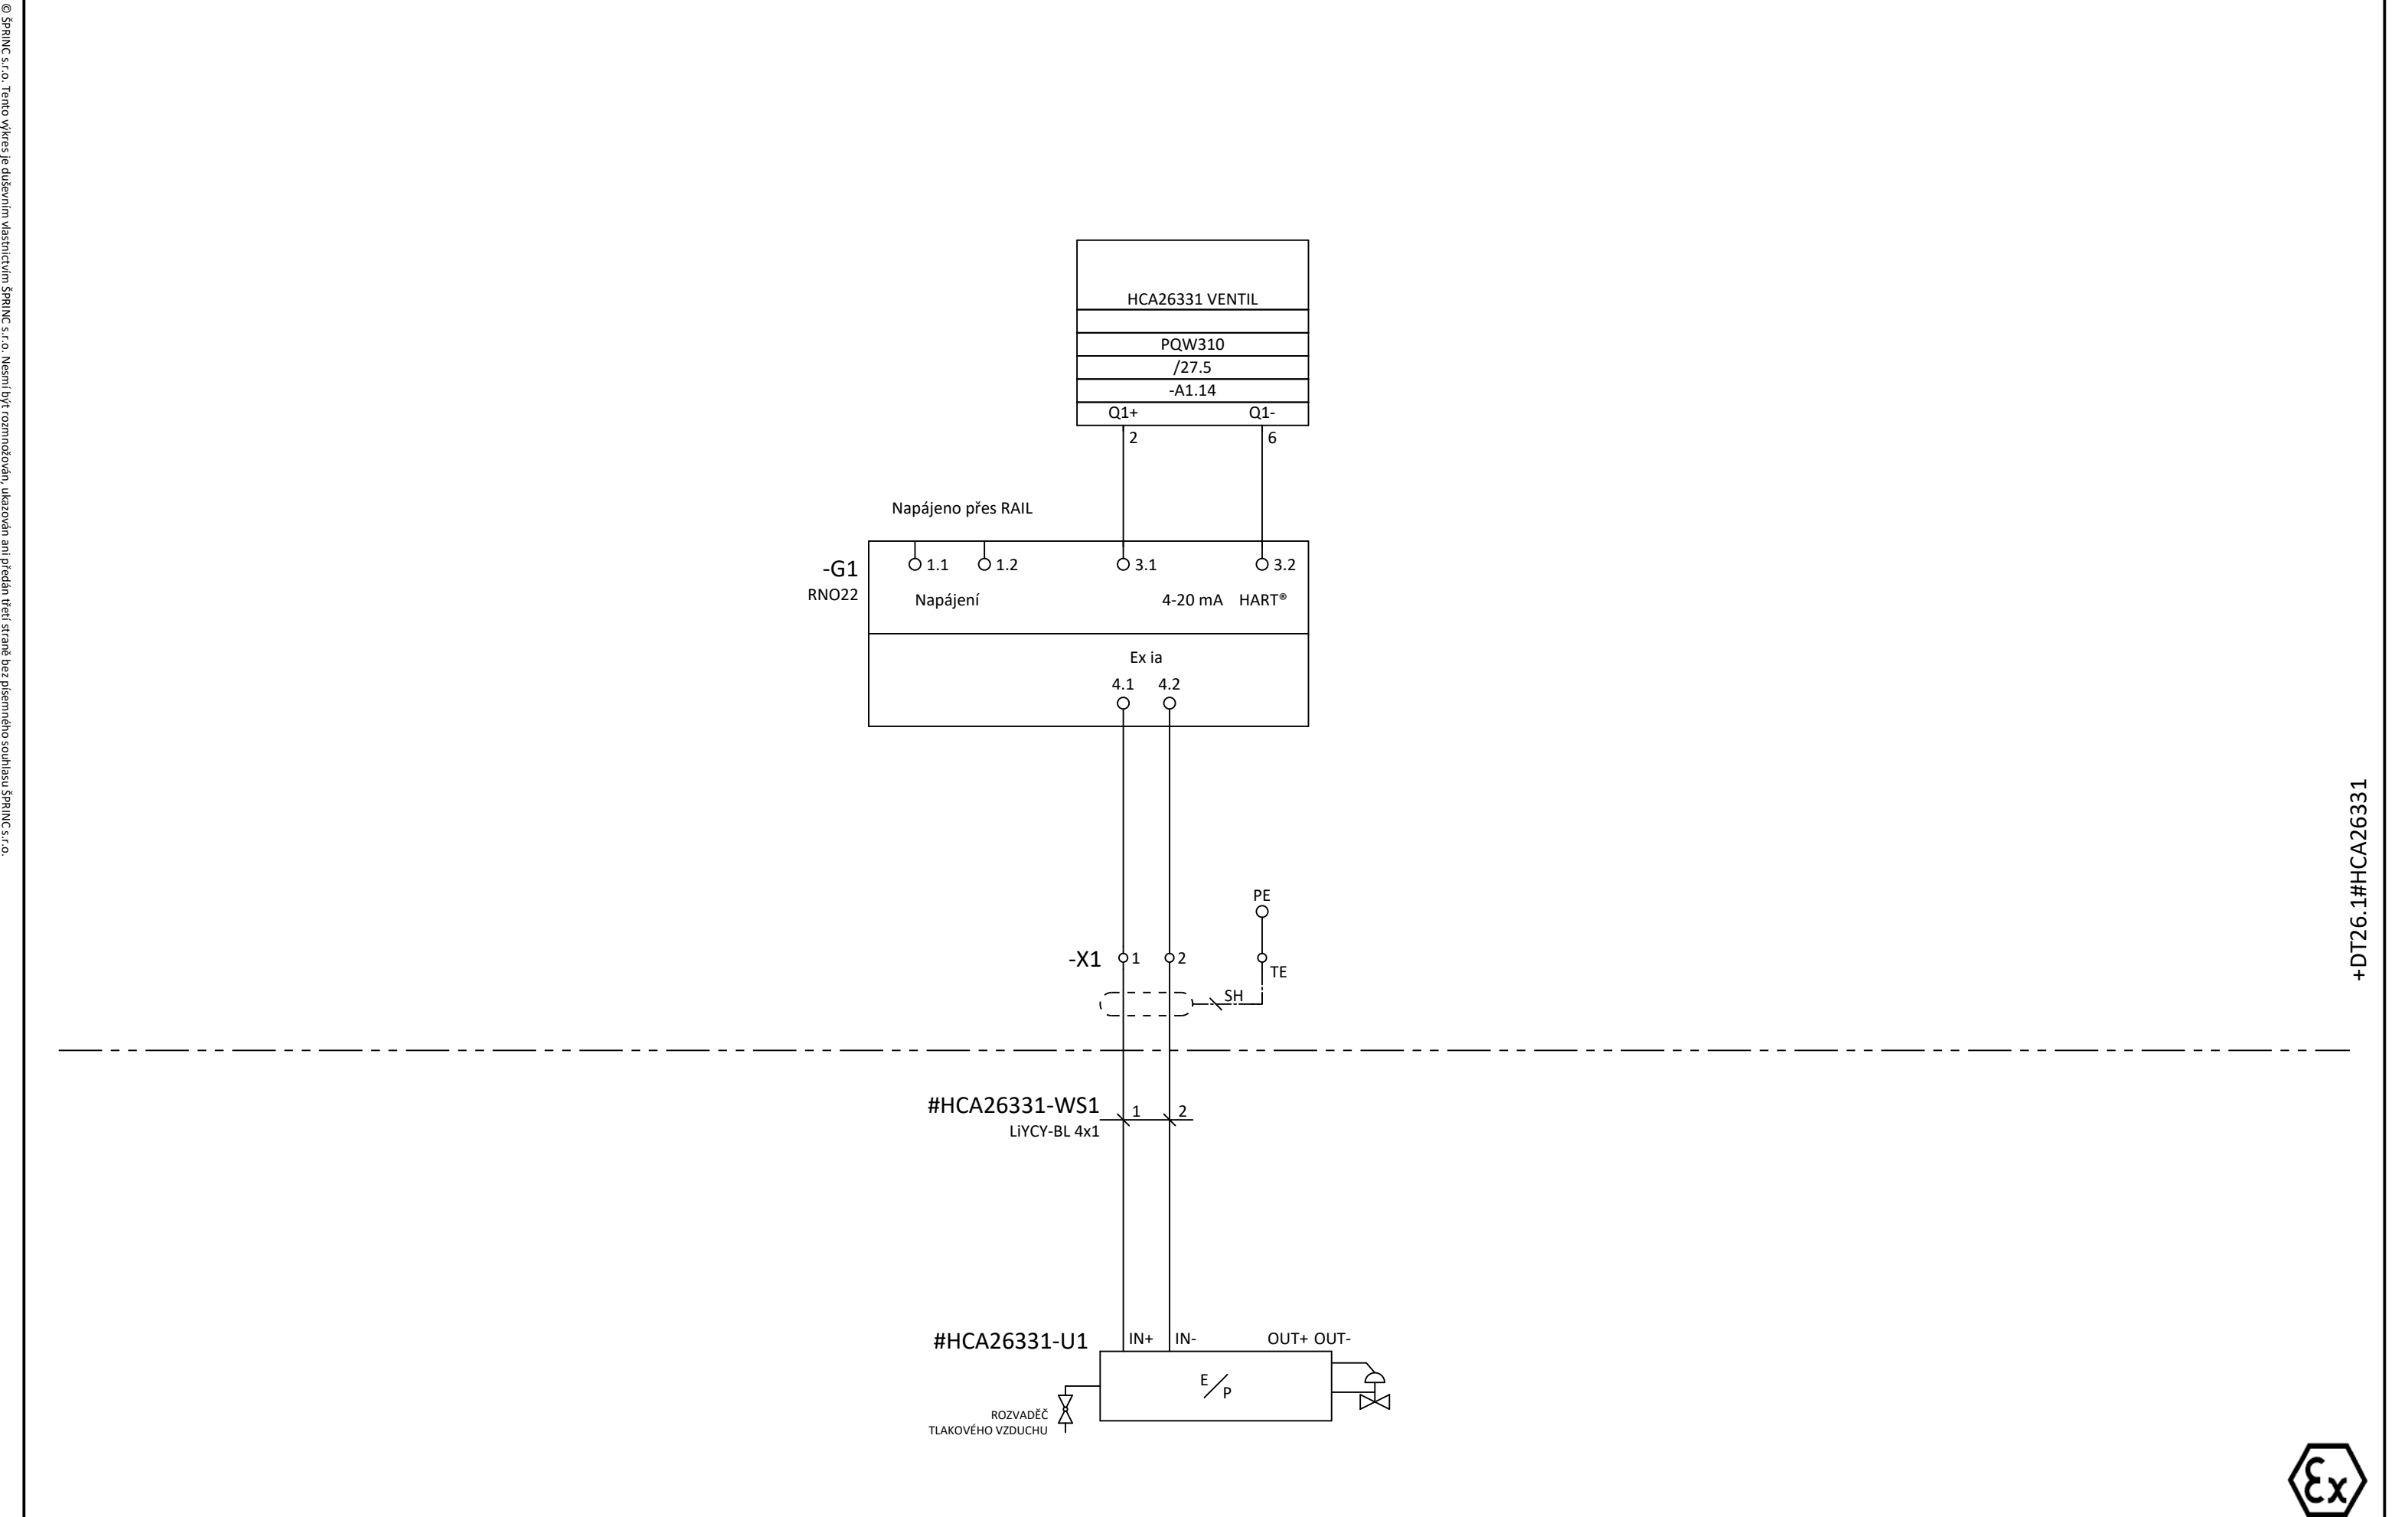 © ŠPRINC s.r.o. Tento výkres je duševním vlastnictvím ŠPRINC s.r.o. Nesmí být rozmnožován, ukazován ani předán třetí straně bez písemného souhlasu ŠPRINC s.r.o.
HCA26331 VENTIL
PQW310
/27.5
-A1.14
Q1+ Q1-
2 6
Napájeno přes RAIL
-G1 1.1 1.2 3.1 3.2
RNO22 Napájení 4-20 mA HART®
Ex ia
4.1 4.2
+DT26.1#HCA26331
PE
-X1 1 2
TE
SH
#HCA26331-WS1 1 2
LiYCY-BL 4x1
#HCA26331-U1 IN+ IN- OUT+ OUT-
E/P
ROZVADĚČ
TLAKOVÉHO VZDUCHU
Ex